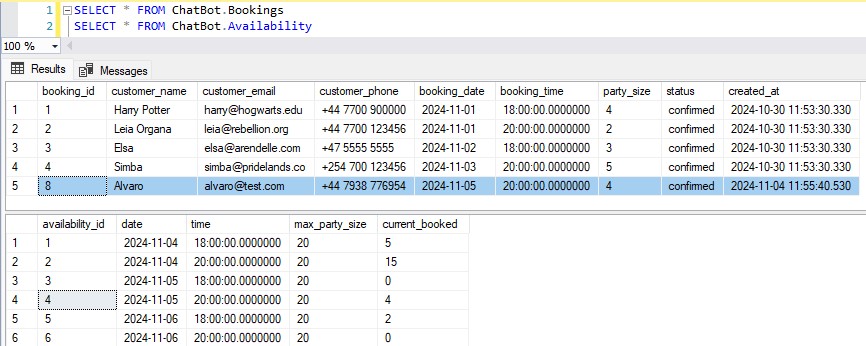 1 SELECT * FROM ChatBot.Bookings
2 SELECT * FROM ChatBot.Availability
100 %
Results Messages
booking_id customer_name customer_email customer_phone booking_date booking_time party_size status created_at
1 1 Harry Potter harry@hogwarts.edu +44 7700 900000 2024-11-01 18:00:00.0000000 4 confirmed 2024-10-30 11:53:30.330
2 2 Leia Organa leia@rebellion.org +44 7700 123456 2024-11-01 20:00:00.0000000 2 confirmed 2024-10-30 11:53:30.330
3 3 Elsa elsa@arendelle.com +47 5555 5555 2024-11-02 18:00:00.0000000 3 confirmed 2024-10-30 11:53:30.330
4 4 Simba simba@pridelands.co +254 700 123456 2024-11-03 20:00:00.0000000 5 confirmed 2024-10-30 11:53:30.330
5 8 Alvaro alvaro@test.com +44 7938 776954 2024-11-05 20:00:00.0000000 4 confirmed 2024-11-04 11:55:40.530
availability_id date time max_party_size current_booked
1 1 2024-11-04 18:00:00.0000000 20 5
2 2 2024-11-04 20:00:00.0000000 20 15
3 3 2024-11-05 18:00:00.0000000 20 0
4 4 2024-11-05 20:00:00.0000000 20 4
5 5 2024-11-06 18:00:00.0000000 20 2
6 6 2024-11-06 20:00:00.0000000 20 0